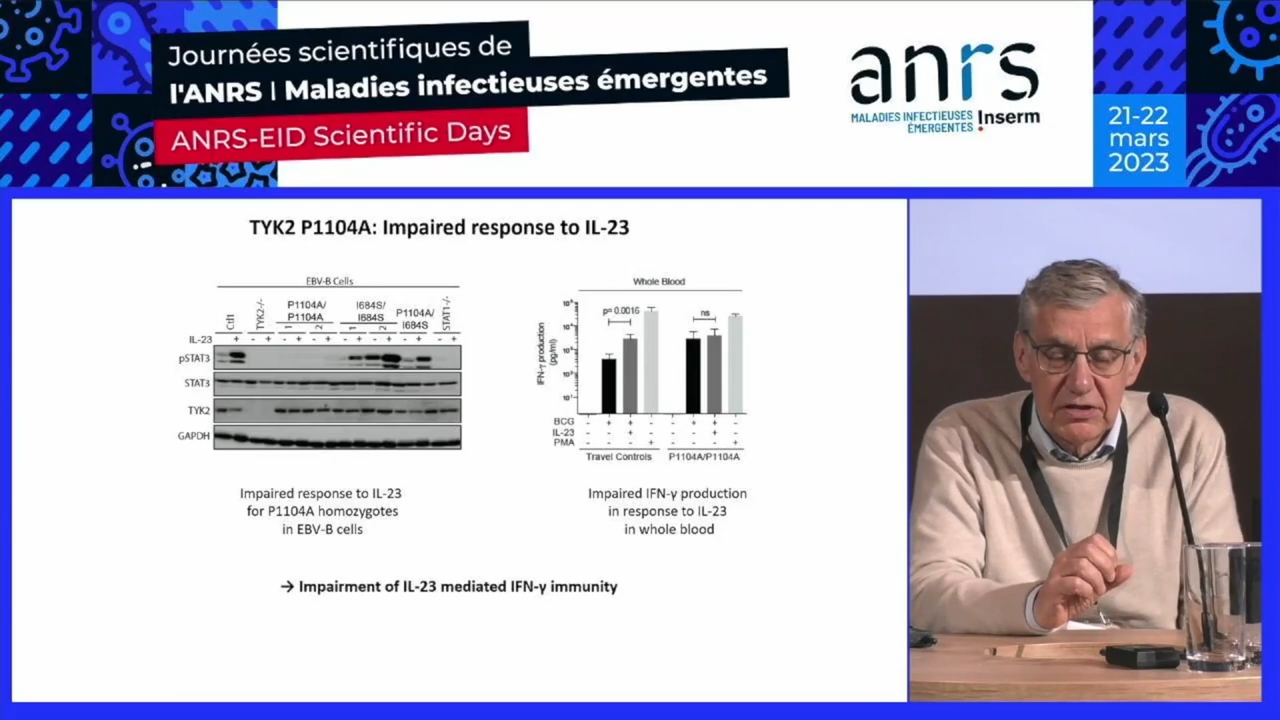 Journées scientifiques de
l'ANRS | Maladies infectieuses émergentes
ANRS-EID Scientific Days
anrs
MALADIES INFECTIEUSES
ÉMERGENTES Inserm
21-22
mars
2023
TYK2 P1104A: Impaired response to IL-23
EBV-B Cells
Ctl1
TYK2-/-
P1104A/
P1104A
I684S/
I684S
P1104A/
I684S
STAT1-/-
1 2 1 2
IL-23 - + - + - + - + - + - + - + - +
pSTAT3
STAT3
TYK2
GAPDH
Whole Blood
p= 0.0016
ns
IFN-γ production
(pg/ml)
BCG - + + - - + + -
IL-23 - - + - - - + -
PMA - - - + - - - +
Travel Controls P1104A/P1104A
Impaired response to IL-23
for P1104A homozygotes
in EBV-B cells
Impaired IFN-γ production
in response to IL-23
in whole blood
→ Impairment of IL-23 mediated IFN-γ immunity